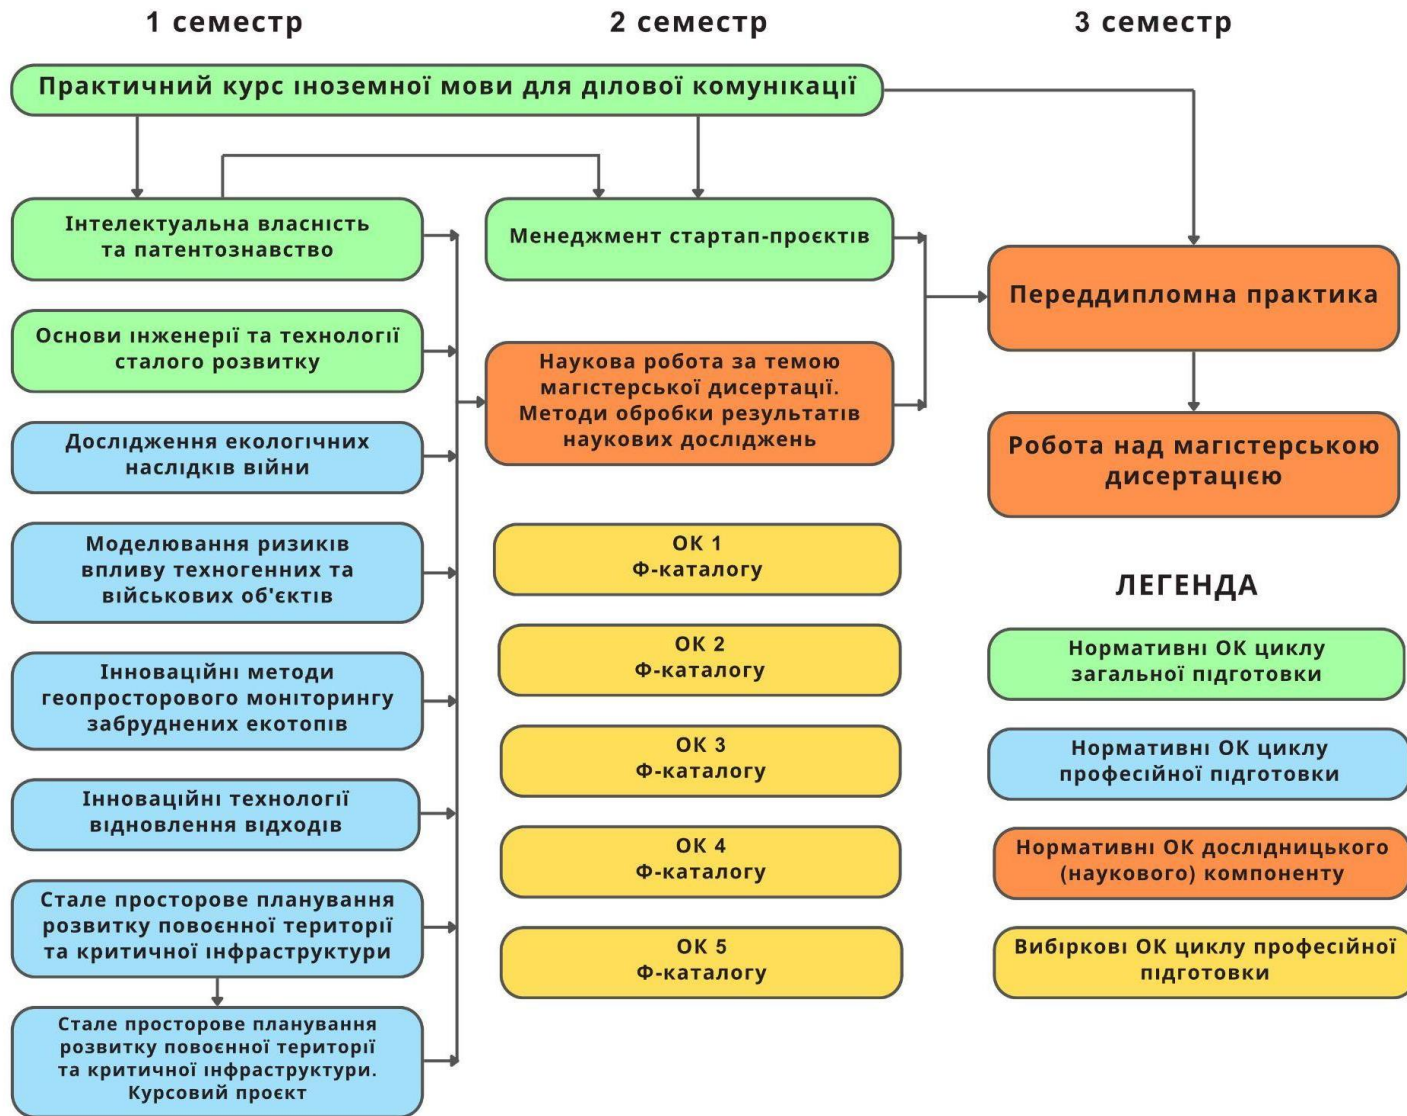 1 семестр
2 семестр
3 семестр
Практичний курс іноземної мови для ділової комунікації
Інтелектуальна власність
та патентознавство
Основи інженерії та технології
сталого розвитку
Дослідження екологічних
наслідків війни
Моделювання ризиків
впливу техногенних та
військових об'єктів
Інноваційні методи
геопросторового моніторингу
забруднених екотопів
Інноваційні технології
відновлення відходів
Стале просторове планування
розвитку повоєнної території
та критичної інфраструктури
Стале просторове планування
розвитку повоєнної території
та критичної інфраструктури.
Курсовий проєкт
Менеджмент стартап-проєктів
Наукова робота за темою
магістерської дисертації.
Методи обробки результатів
наукових досліджень
ОК 1
Ф-каталогу
ОК 2
Ф-каталогу
ОК 3
Ф-каталогу
ОК 4
Ф-каталогу
ОК 5
Ф-каталогу
Переддипломна практика
Робота над магістерською
дисертацією
ЛЕГЕНДА
Нормативні ОК циклу
загальної підготовки
Нормативні ОК циклу
професійної підготовки
Нормативні ОК дослідницького
(наукового) компоненту
Вибіркові ОК циклу професійної
підготовки